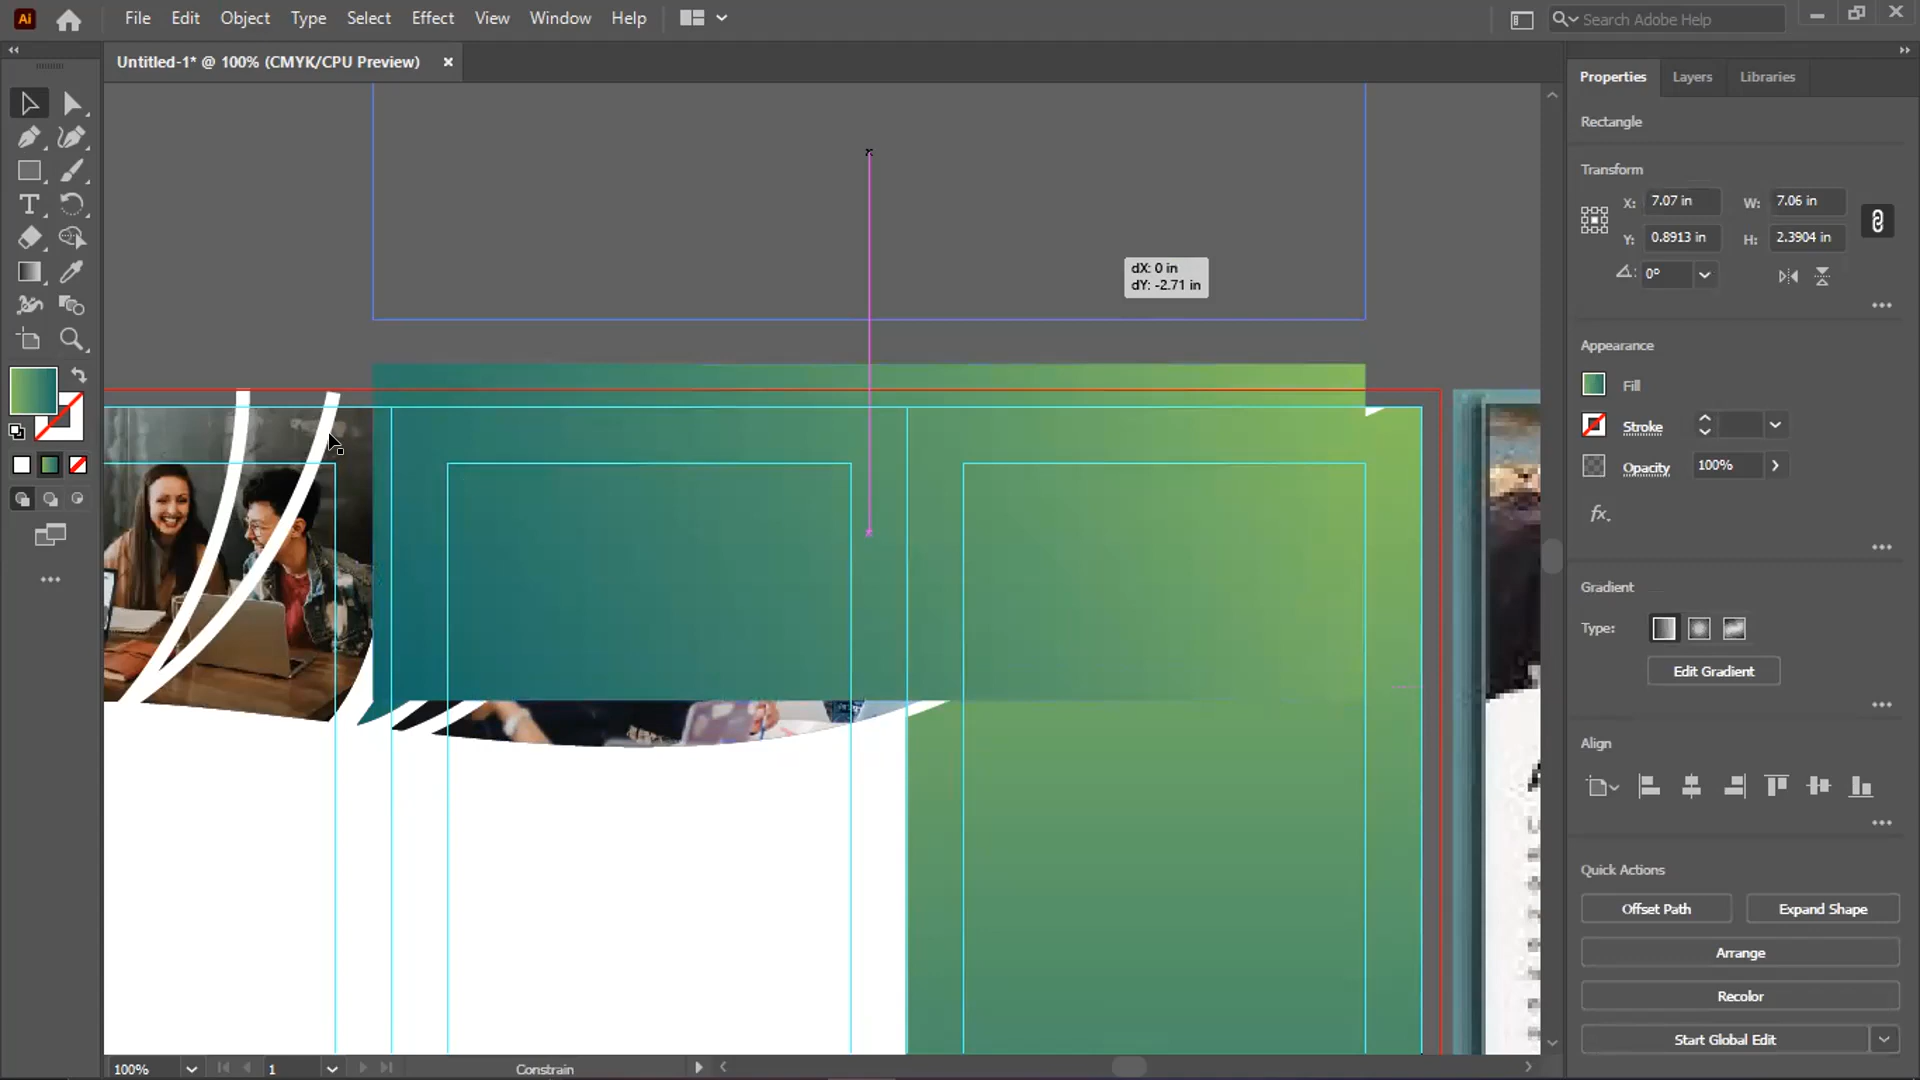 Ai
File Edit Object Type Select Effect View Window Help
Search Adobe Help
Untitled-1* @ 100% (CMYK/CPU Preview)
Properties Layers Libraries
Rectangle
Transform
X: 7.07 in W: 7.06 in
Y: 0.8913 in H: 2.3904 in
0°
dX: 0 in
dY: -2.71 in
Appearance
Fill
Stroke
Opacity 100%
fx.
Gradient
Type:
Edit Gradient
Align
Quick Actions
Offset Path Expand Shape
Arrange
Recolor
Start Global Edit
100% 1 Constrain